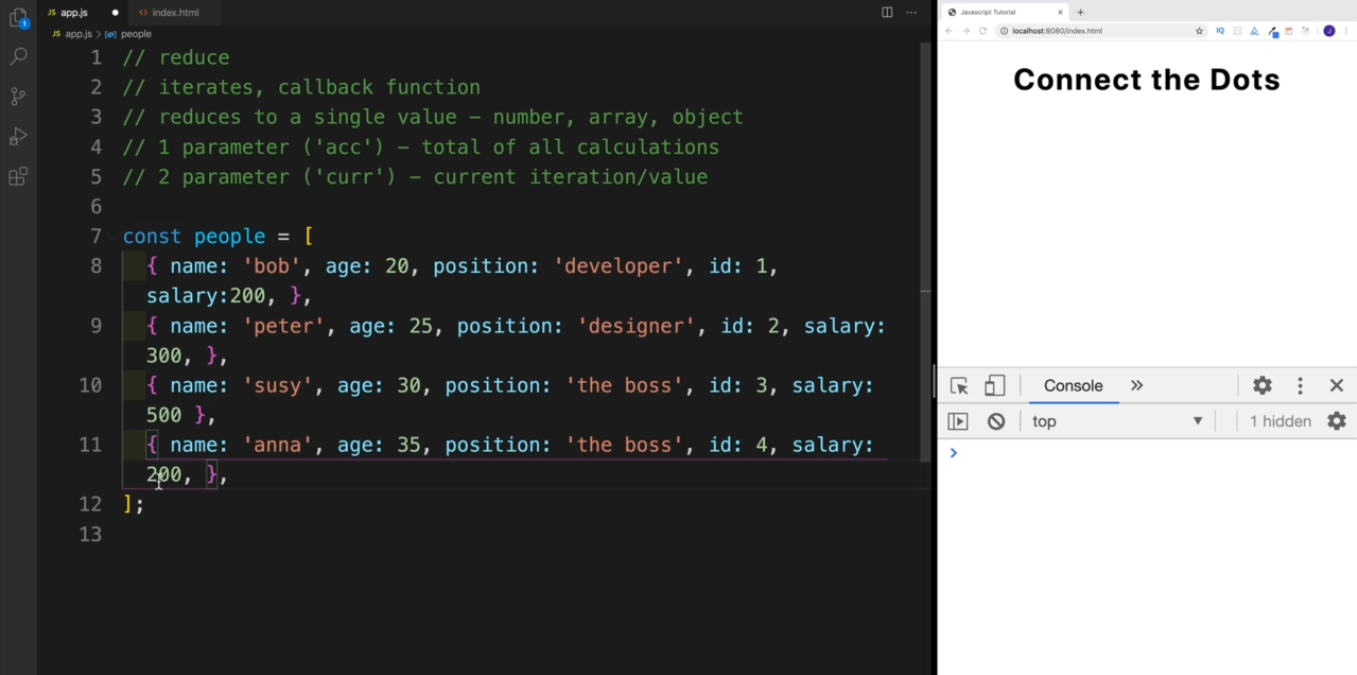 app.js
index.html
app.js
people
1 // reduce
2 // iterates, callback function
3 // reduces to a single value – number, array, object
4 // 1 parameter ('acc') – total of all calculations
5 // 2 parameter ('curr') – current iteration/value
6
7 const people = [
8 { name: 'bob', age: 20, position: 'developer', id: 1,
salary:200, },
9 { name: 'peter', age: 25, position: 'designer', id: 2, salary:
300, },
10 { name: 'susy', age: 30, position: 'the boss', id: 3, salary:
500 },
11 { name: 'anna', age: 35, position: 'the boss', id: 4, salary:
200, },
12 ];
13
Javascript Tutorial
localhost:8080/index.html
Connect the Dots
Console
top
1 hidden